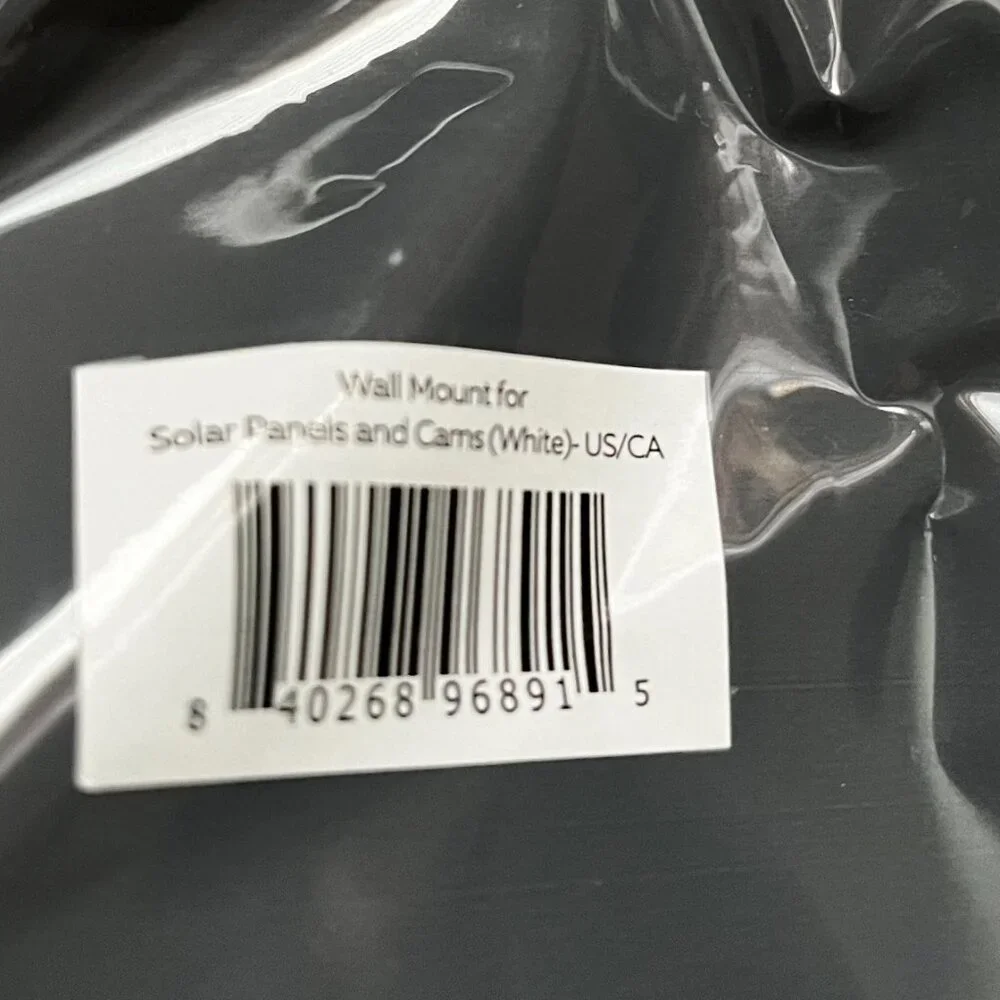 Wall Mount for
Solar Panels and Cams (White)- US/CA
8 40268 96891 5